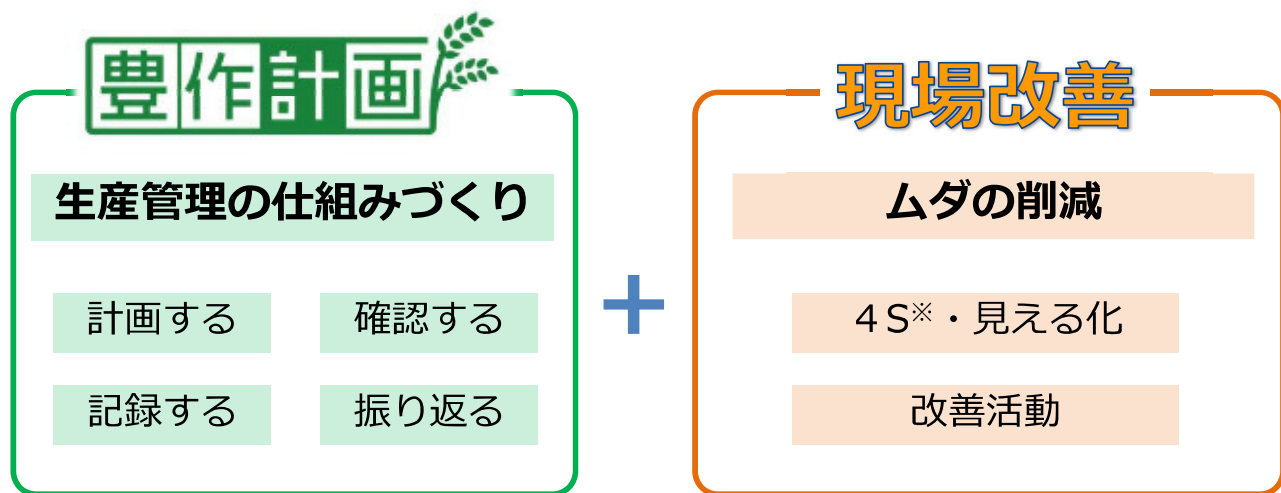 豊作計画
生産管理の仕組みづくり
計画する
確認する
記録する
振り返る
+
現場改善
ムダの削減
4S※・見える化
改善活動